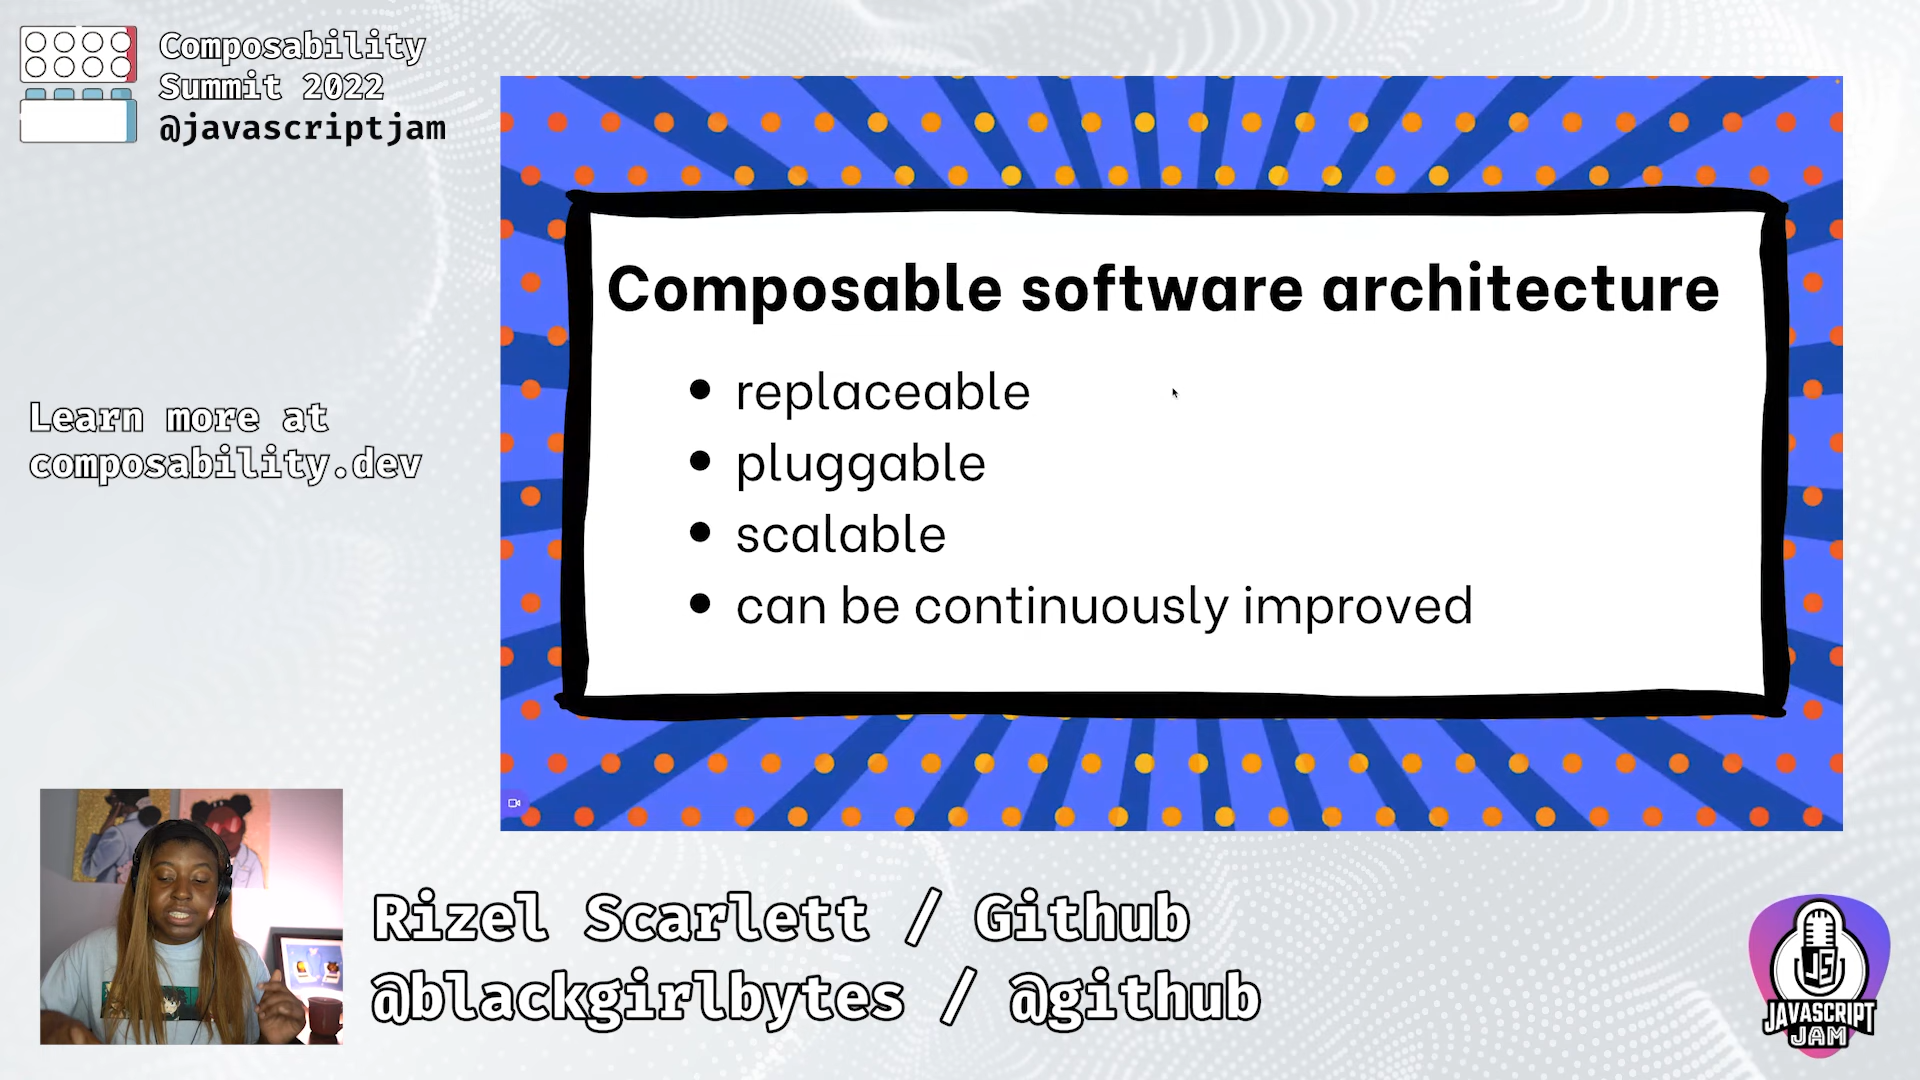 Composability
Summit 2022
@javascriptjam
Composable software architecture
replaceable
pluggable
scalable
can be continuously improved
Learn more at
composability.dev
Rizel Scarlett / Github
@blackgirlbytes / @github
JS
JAVASCRIPT
JAM